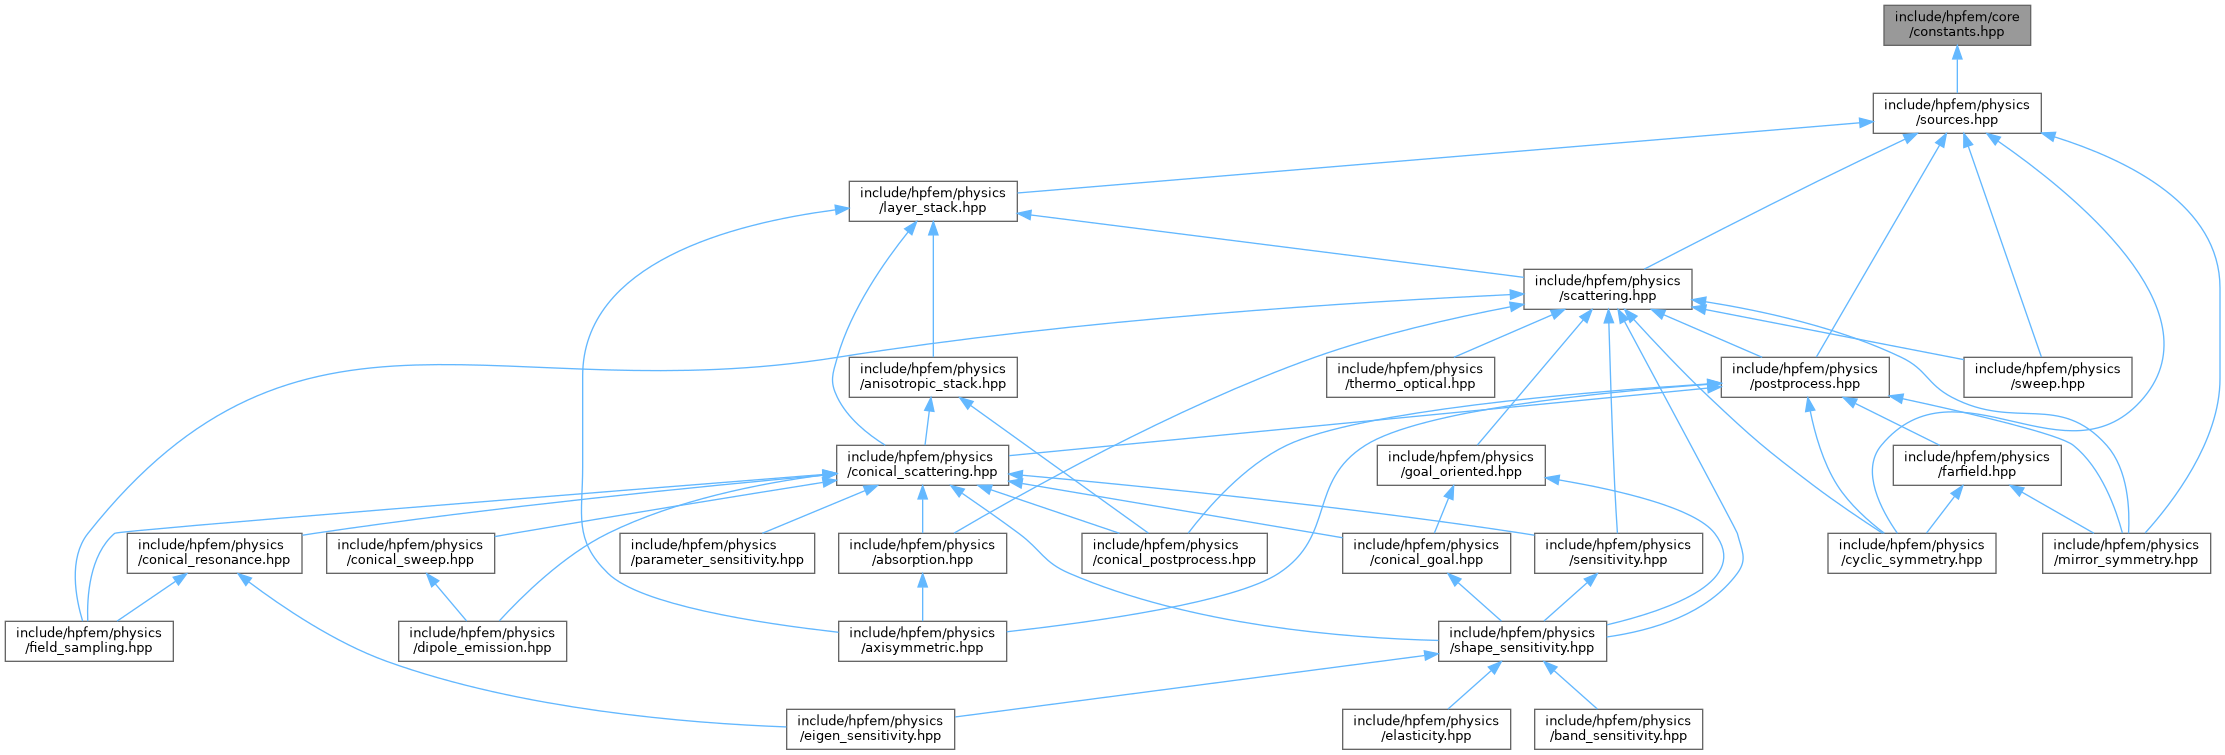 include/hpfem/core
/constants.hpp
include/hpfem/physics
/sources.hpp
include/hpfem/physics
/layer_stack.hpp
include/hpfem/physics
/scattering.hpp
include/hpfem/physics
/anisotropic_stack.hpp
include/hpfem/physics
/thermo_optical.hpp
include/hpfem/physics
/postprocess.hpp
include/hpfem/physics
/sweep.hpp
include/hpfem/physics
/conical_scattering.hpp
include/hpfem/physics
/goal_oriented.hpp
include/hpfem/physics
/farfield.hpp
include/hpfem/physics
/conical_resonance.hpp
include/hpfem/physics
/conical_sweep.hpp
include/hpfem/physics
/parameter_sensitivity.hpp
include/hpfem/physics
/absorption.hpp
include/hpfem/physics
/conical_postprocess.hpp
include/hpfem/physics
/conical_goal.hpp
include/hpfem/physics
/sensitivity.hpp
include/hpfem/physics
/cyclic_symmetry.hpp
include/hpfem/physics
/mirror_symmetry.hpp
include/hpfem/physics
/field_sampling.hpp
include/hpfem/physics
/dipole_emission.hpp
include/hpfem/physics
/axisymmetric.hpp
include/hpfem/physics
/shape_sensitivity.hpp
include/hpfem/physics
/eigen_sensitivity.hpp
include/hpfem/physics
/elasticity.hpp
include/hpfem/physics
/band_sensitivity.hpp